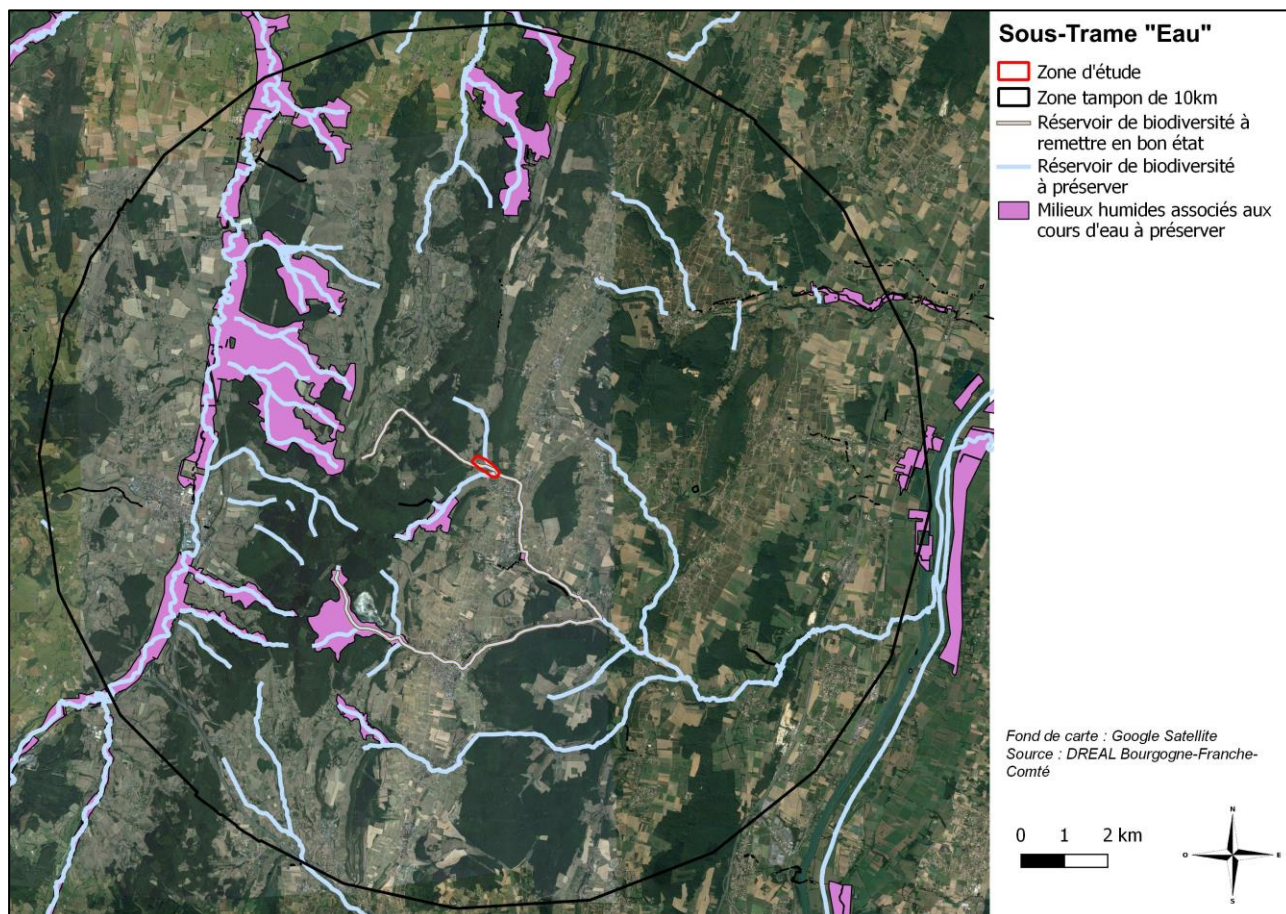 Sous-Trame "Eau"
Zone d'étude
Zone tampon de 10km
Réservoir de biodiversité à
remettre en bon état
Réservoir de biodiversité
à préserver
Milieux humides associés aux
cours d'eau à préserver
Fond de carte : Google Satellite
Source : DREAL Bourgogne-Franche-
Comté
0 1 2 km
N
O E
S